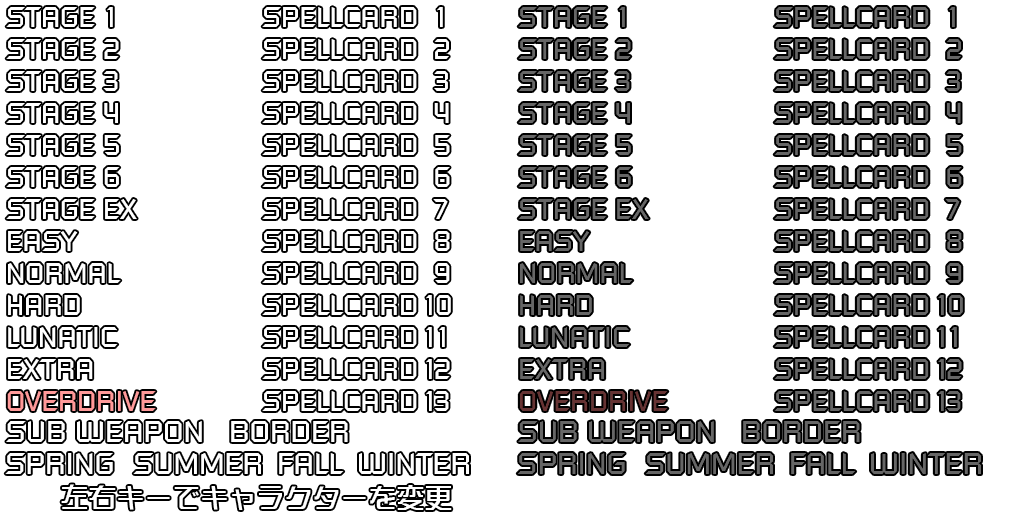 STAGE 1 SPELLCARD 1 STAGE 1 SPELLCARD 1
STAGE 2 SPELLCARD 2 STAGE 2 SPELLCARD 2
STAGE 3 SPELLCARD 3 STAGE 3 SPELLCARD 3
STAGE 4 SPELLCARD 4 STAGE 4 SPELLCARD 4
STAGE 5 SPELLCARD 5 STAGE 5 SPELLCARD 5
STAGE 6 SPELLCARD 6 STAGE 6 SPELLCARD 6
STAGE EX SPELLCARD 7 STAGE EX SPELLCARD 7
EASY SPELLCARD 8 EASY SPELLCARD 8
NORMAL SPELLCARD 9 NORMAL SPELLCARD 9
HARD SPELLCARD 10 HARD SPELLCARD 10
LUNATIC SPELLCARD 11 LUNATIC SPELLCARD 11
EXTRA SPELLCARD 12 EXTRA SPELLCARD 12
OVERDRIVE SPELLCARD 13 OVERDRIVE SPELLCARD 13
SUB WEAPON BORDER SUB WEAPON BORDER
SPRING SUMMER FALL WINTER SPRING SUMMER FALL WINTER
左右キーでキャラクターを変更